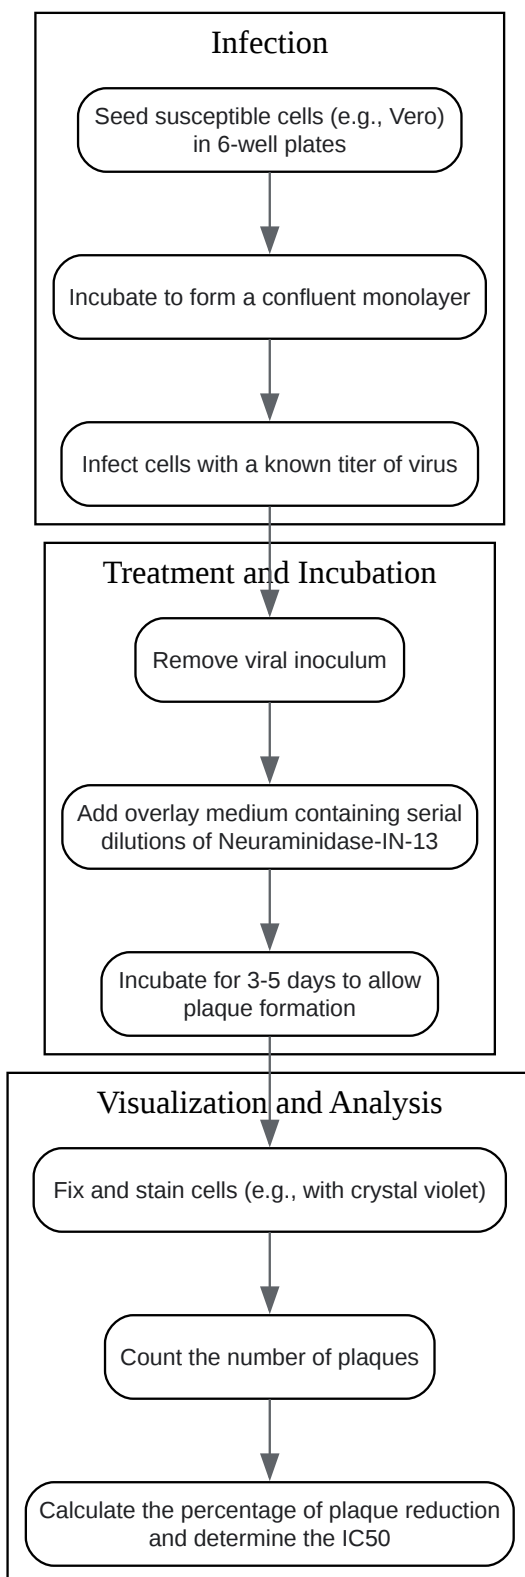 Infection
Seed susceptible cells (e.g., Vero)
in 6-well plates
Incubate to form a confluent monolayer
Infect cells with a known titer of virus
Treatment and Incubation
Remove viral inoculum
Add overlay medium containing serial
dilutions of Neuraminidase-IN-13
Incubate for 3-5 days to allow
plaque formation
Visualization and Analysis
Fix and stain cells (e.g., with crystal violet)
Count the number of plaques
Calculate the percentage of plaque reduction
and determine the IC50